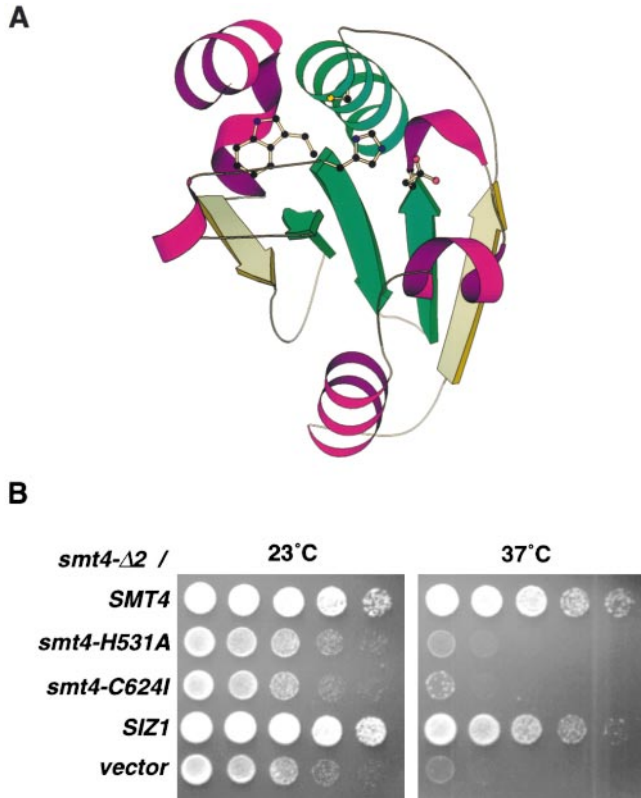 A
B
smt4-Δ2 / 23°C 37°C
SMT4
smt4-H531A
smt4-C624I
SIZ1
vector